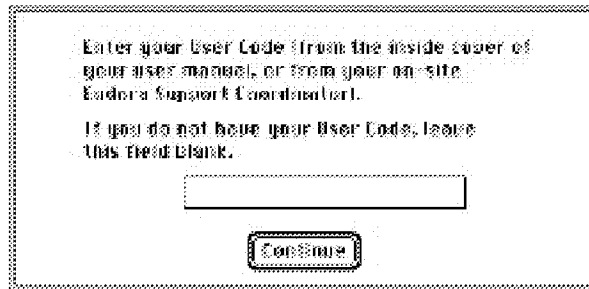 Enter your User Code (from the inside cover of
your user manual, or from your on-site
Eudora Support Coordinator).
If you do not have your User Code, leave
this field blank.
Continue